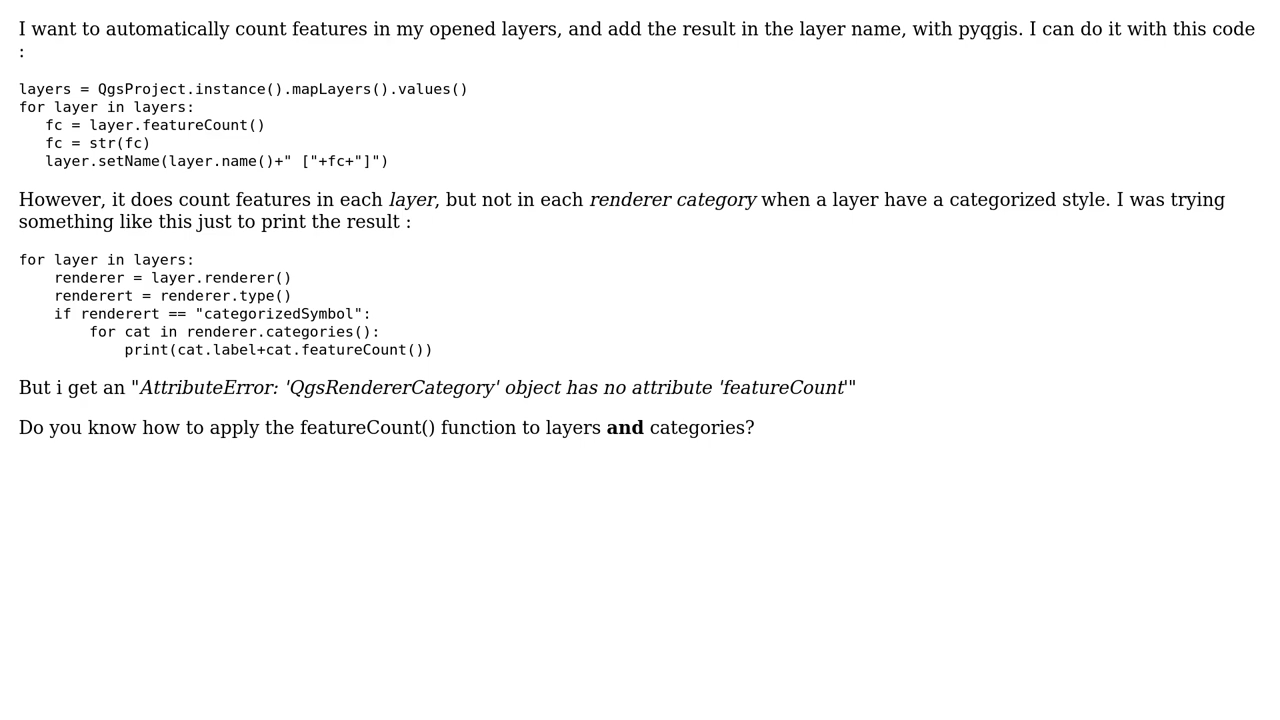 I want to automatically count features in my opened layers, and add the result in the layer name, with pyqgis. I can do it with this code
:
layers = QgsProject.instance().mapLayers().values()
for layer in layers:
   fc = layer.featureCount()
   fc = str(fc)
   layer.setName(layer.name()+" ["+fc+"]")
However, it does count features in each layer, but not in each renderer category when a layer have a categorized style. I was trying
something like this just to print the result :
for layer in layers:
    renderer = layer.renderer()
    renderert = renderer.type()
    if renderert == "categorizedSymbol":
        for cat in renderer.categories():
            print(cat.label+cat.featureCount())
But i get an "AttributeError: 'QgsRendererCategory' object has no attribute 'featureCount'"
Do you know how to apply the featureCount() function to layers and categories?